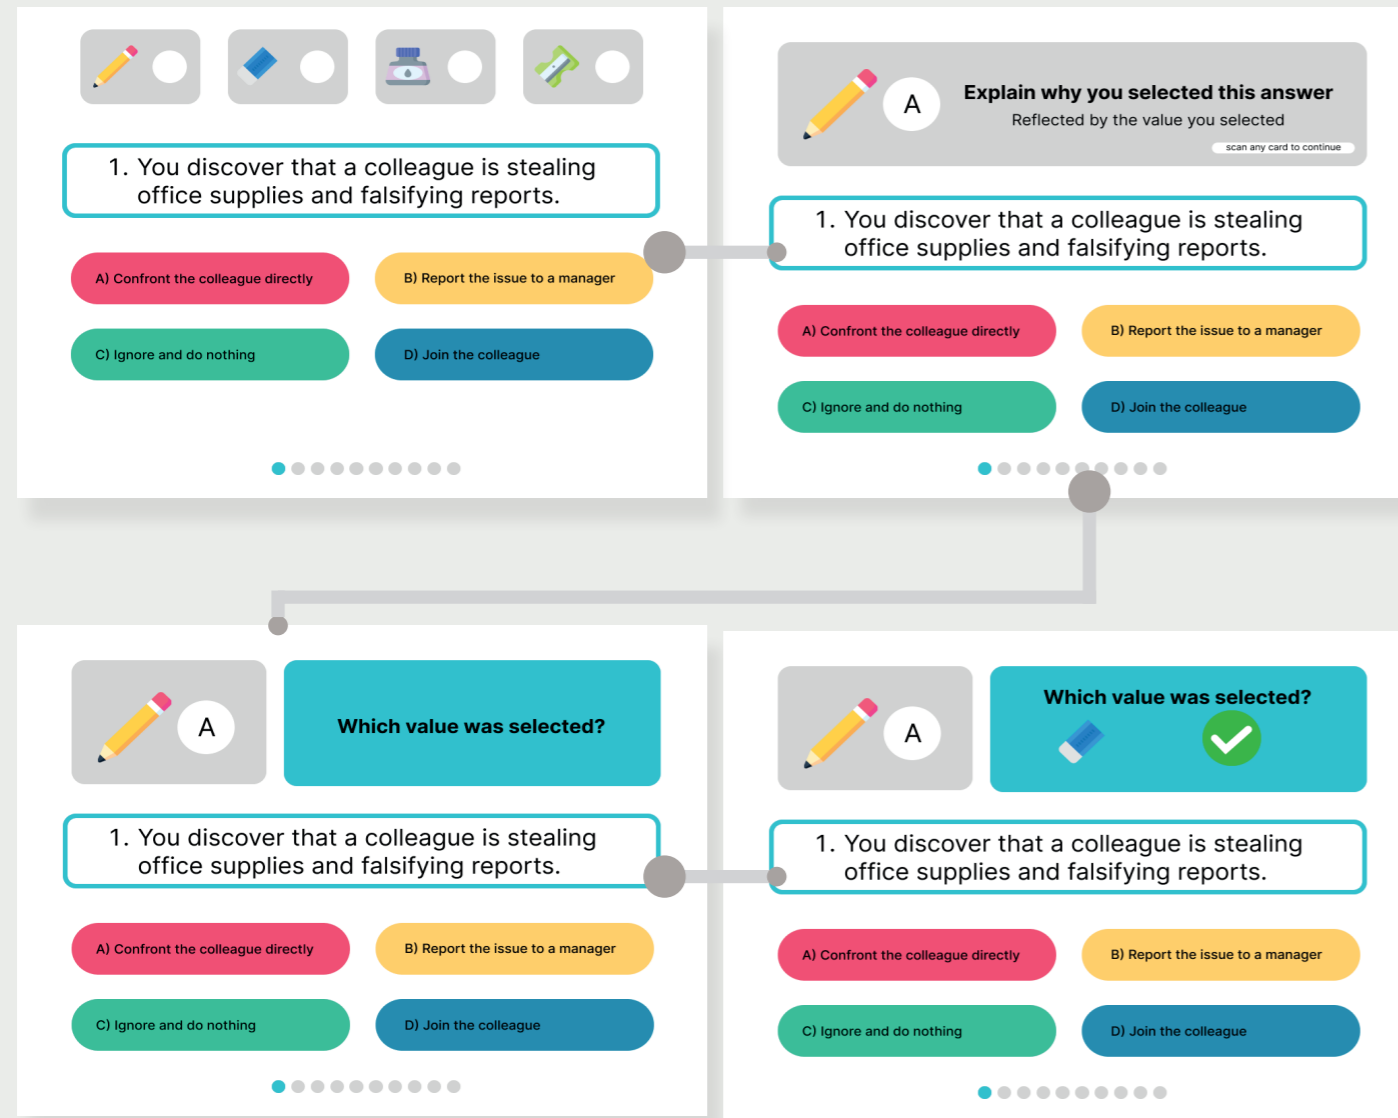 1. You discover that a colleague is stealing
office supplies and falsifying reports.
A) Confront the colleague directly
B) Report the issue to a manager
C) Ignore and do nothing
D) Join the colleague
A
Explain why you selected this answer
Reflected by the value you selected
scan any card to continue
1. You discover that a colleague is stealing
office supplies and falsifying reports.
A) Confront the colleague directly
B) Report the issue to a manager
C) Ignore and do nothing
D) Join the colleague
A
Which value was selected?
1. You discover that a colleague is stealing
office supplies and falsifying reports.
A) Confront the colleague directly
B) Report the issue to a manager
C) Ignore and do nothing
D) Join the colleague
A
Which value was selected?
1. You discover that a colleague is stealing
office supplies and falsifying reports.
A) Confront the colleague directly
B) Report the issue to a manager
C) Ignore and do nothing
D) Join the colleague